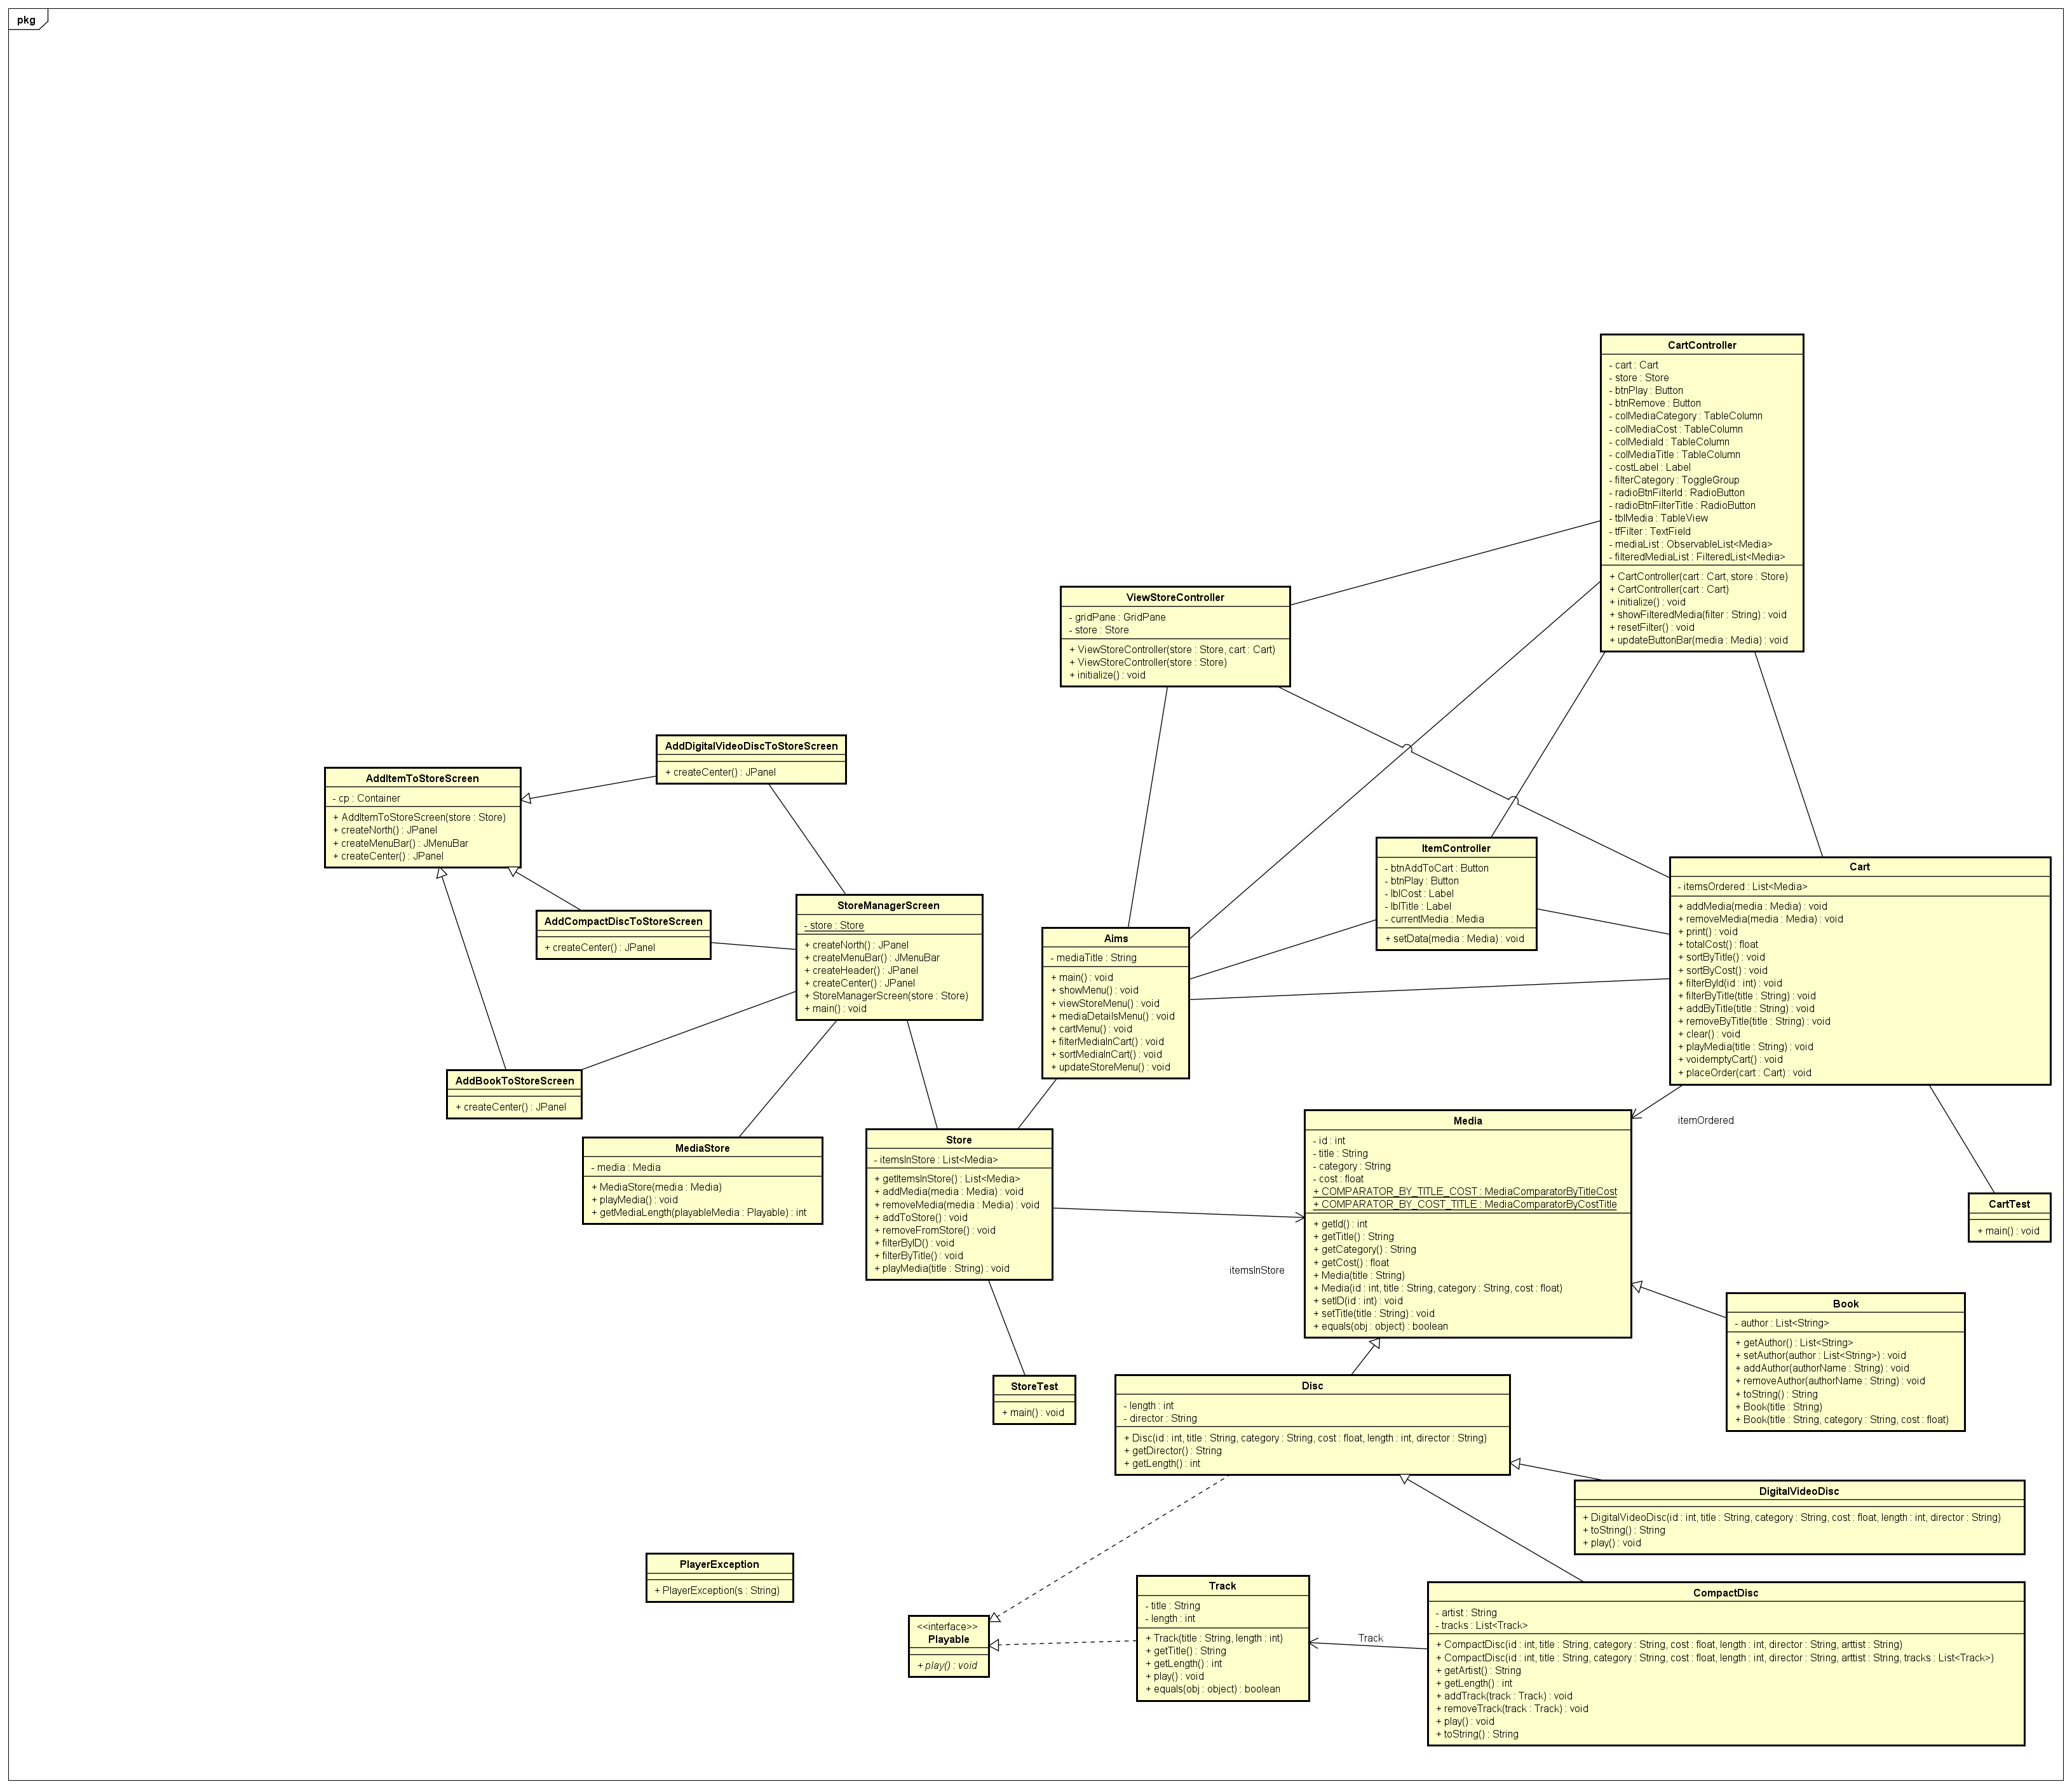 pkg
CartController
- cart : Cart
- store : Store
- btnPlay : Button
- btnRemove : Button
- colMediaCategory : TableColumn
- colMediaCost : TableColumn
- colMediaId : TableColumn
- colMediaTitle : TableColumn
- costLabel : Label
- filterCategory : ToggleGroup
- radioBtnFilterId : RadioButton
- radioBtnFilterTitle : RadioButton
- tblMedia : TableView
- tfFilter : TextField
- mediaList : ObservableList<Media>
- filteredMediaList : FilteredList<Media>
+ CartController(cart : Cart, store : Store)
+ CartController(cart : Cart)
+ initialize() : void
+ showFilteredMedia(filter : String) : void
+ resetFilter() : void
+ updateButtonBar(media : Media) : void
ViewStoreController
- gridPane : GridPane
- store : Store
+ ViewStoreController(store : Store, cart : Cart)
+ ViewStoreController(store : Store)
+ initialize() : void
AddDigitalVideoDiscToStoreScreen
+ createCenter() : JPanel
AddItemToStoreScreen
- cp : Container
+ AddItemToStoreScreen(store : Store)
+ createNorth() : JPanel
+ createMenuBar() : JMenuBar
+ createCenter() : JPanel
AddCompactDiscToStoreScreen
+ createCenter() : JPanel
StoreManagerScreen
- store : Store
+ createNorth() : JPanel
+ createMenuBar() : JMenuBar
+ createHeader() : JPanel
+ createCenter() : JPanel
+ StoreManagerScreen(store : Store)
+ main() : void
ItemController
- btnAddToCart : Button
- btnPlay : Button
- lblCost : Label
- lblTitle : Label
- currentMedia : Media
+ setData(media : Media) : void
Cart
- itemsOrdered : List<Media>
+ addMedia(media : Media) : void
+ removeMedia(media : Media) : void
+ print() : void
+ totalCost() : float
+ sortByTitle() : void
+ sortByCost() : void
+ filterById(id : int) : void
+ filterByTitle(title : String) : void
+ addByTitle(title : String) : void
+ removeByTitle(title : String) : void
+ clear() : void
+ playMedia(title : String) : void
+ voidemptyCart() : void
+ placeOrder(cart : Cart) : void
Aims
- mediaTitle : String
+ main() : void
+ showMenu() : void
+ viewStoreMenu() : void
+ mediaDetailsMenu() : void
+ cartMenu() : void
+ filterMediaInCart() : void
+ sortMediaInCart() : void
+ updateStoreMenu() : void
AddBookToStoreScreen
+ createCenter() : JPanel
MediaStore
- media : Media
+ MediaStore(media : Media)
+ playMedia() : void
+ getMediaLength(playableMedia : Playable) : int
Store
- itemsInStore : List<Media>
+ getItemsInStore() : List<Media>
+ addMedia(media : Media) : void
+ removeMedia(media : Media) : void
+ addToStore() : void
+ removeFromStore() : void
+ filterByID() : void
+ filterByTitle() : void
+ playMedia(title : String) : void
itemsInStore
Media
- id : int
- title : String
- category : String
- cost : float
+ COMPARATOR_BY_TITLE_COST : MediaComparatorByTitleCost
+ COMPARATOR_BY_COST_TITLE : MediaComparatorByCostTitle
+ getId() : int
+ getTitle() : String
+ getCategory() : String
+ getCost() : float
+ Media(title : String)
+ Media(id : int, title : String, category : String, cost : float)
+ setID(id : int) : void
+ setTitle(title : String) : void
+ equals(obj : object) : boolean
itemOrdered
CartTest
+ main() : void
Book
- author : List<String>
+ getAuthor() : List<String>
+ setAuthor(author : List<String>) : void
+ addAuthor(authorName : String) : void
+ removeAuthor(authorName : String) : void
+ toString() : String
+ Book(title : String)
+ Book(title : String, category : String, cost : float)
StoreTest
+ main() : void
Disc
- length : int
- director : String
+ Disc(id : int, title : String, category : String, cost : float, length : int, director : String)
+ getDirector() : String
+ getLength() : int
DigitalVideoDisc
+ DigitalVideoDisc(id : int, title : String, category : String, cost : float, length : int, director : String)
+ toString() : String
+ play() : void
PlayerException
+ PlayerException(s : String)
<<interface>>
Playable
+ play() : void
Track
- title : String
- length : int
+ Track(title : String, length : int)
+ getTitle() : String
+ getLength() : int
+ play() : void
+ equals(obj : object) : boolean
Track
CompactDisc
- artist : String
- tracks : List<Track>
+ CompactDisc(id : int, title : String, category : String, cost : float, length : int, director : String, arttist : String)
+ CompactDisc(id : int, title : String, category : String, cost : float, length : int, director : String, arttist : String, tracks : List<Track>)
+ getArtist() : String
+ getLength() : int
+ addTrack(track : Track) : void
+ removeTrack(track : Track) : void
+ play() : void
+ toString() : String